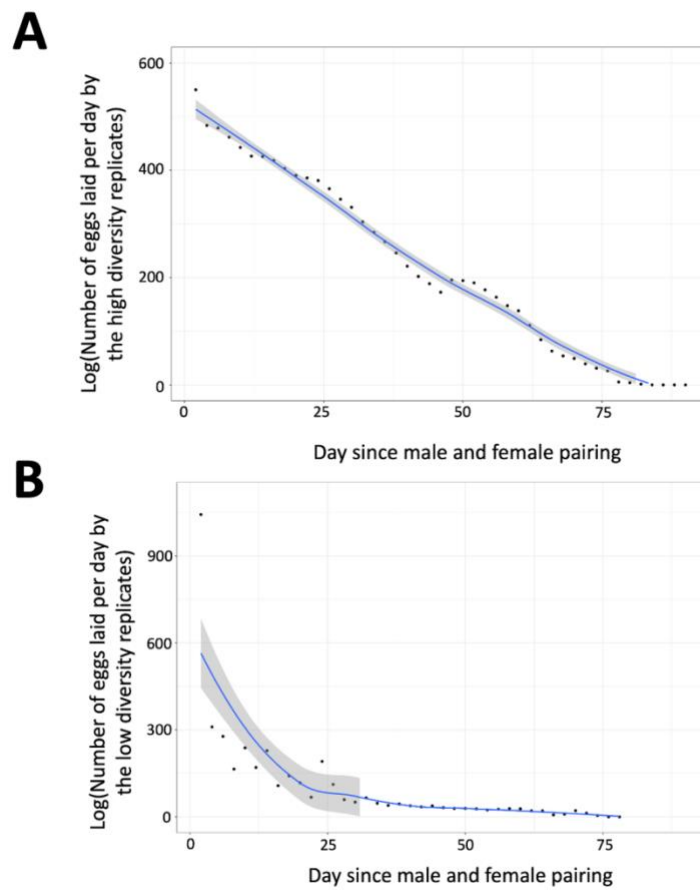 A
Log(Number of eggs laid per day by
the high diversity replicates)
600
400
200
0
0 25 50 75
Day since male and female pairing
B
Log(Number of eggs laid per day by
the low diversity replicates)
900
600
300
0
0 25 50 75
Day since male and female pairing